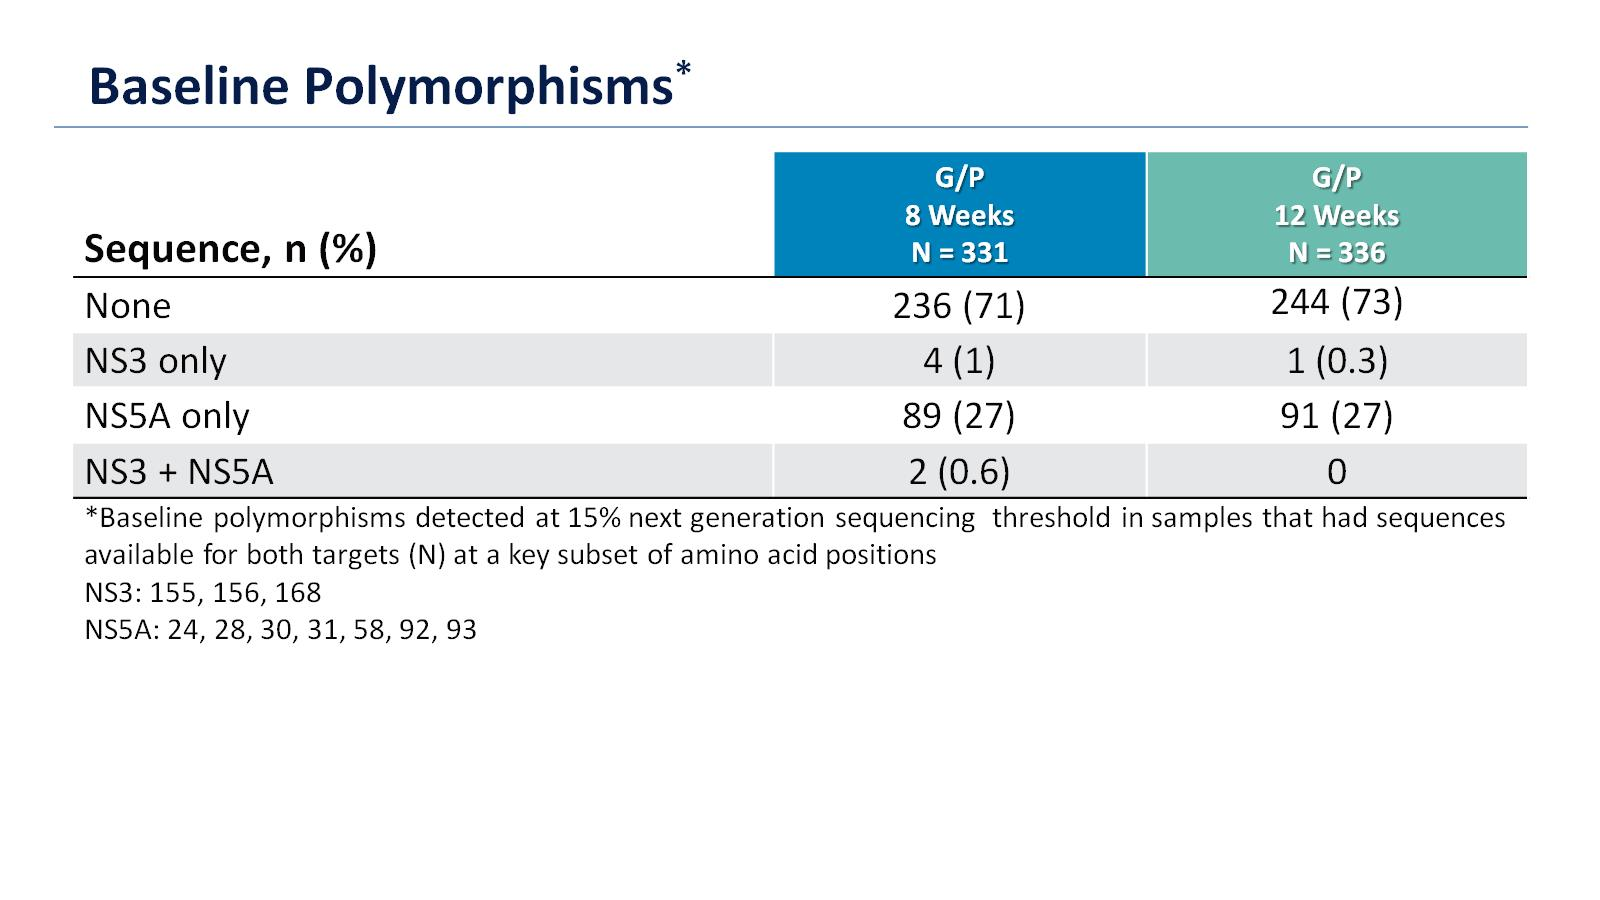 Baseline Polymorphisms*
Sequence, n (%) G/P 8 Weeks N = 331 G/P 12 Weeks N = 336
None 236 (71) 244 (73)
NS3 only 4 (1) 1 (0.3)
NS5A only 89 (27) 91 (27)
NS3 + NS5A 2 (0.6) 0
*Baseline polymorphisms detected at 15% next generation sequencing threshold in samples that had sequences
available for both targets (N) at a key subset of amino acid positions
NS3: 155, 156, 168
NS5A: 24, 28, 30, 31, 58, 92, 93